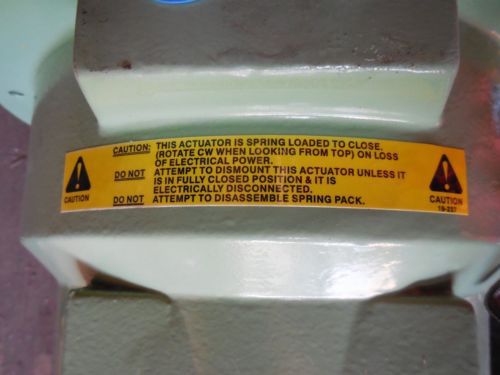 CAUTION: THIS ACTUATOR IS SPRING LOADED TO CLOSE.
(ROTATE CW WHEN LOOKING FROM TOP) ON LOSS
OF ELECTRICAL POWER.
DO NOT ATTEMPT TO DISMOUNT THIS ACTUATOR UNLESS IT
IS IN FULLY CLOSED POSITION & IT IS
ELECTRICALLY DISCONNECTED.
DO NOT ATTEMPT TO DISASSEMBLE SPRING PACK.
CAUTION
CAUTION